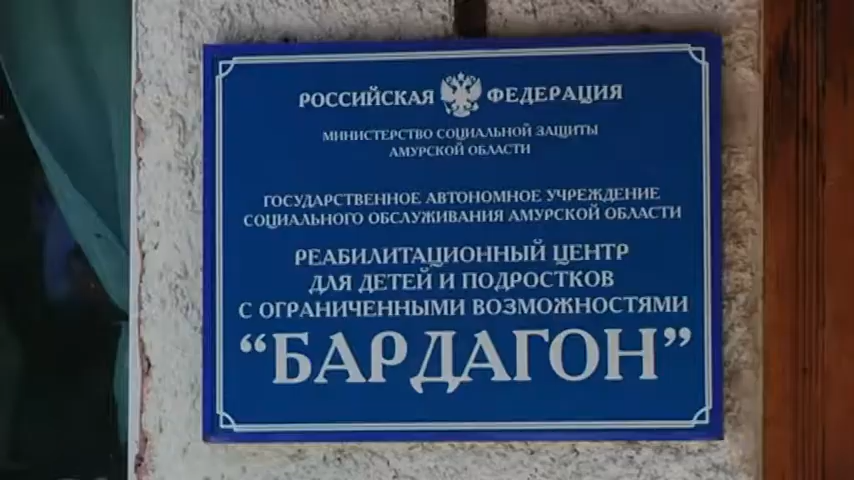 РОССИЙСКАЯ ФЕДЕРАЦИЯ
МИНИСТЕРСТВО СОЦИАЛЬНОЙ ЗАЩИТЫ
АМУРСКОЙ ОБЛАСТИ
ГОСУДАРСТВЕННОЕ АВТОНОМНОЕ УЧРЕЖДЕНИЕ
СОЦИАЛЬНОГО ОБСЛУЖИВАНИЯ АМУРСКОЙ ОБЛАСТИ
РЕАБИЛИТАЦИОННЫЙ ЦЕНТР
ДЛЯ ДЕТЕЙ И ПОДРОСТКОВ
С ОГРАНИЧЕННЫМИ ВОЗМОЖНОСТЯМИ
“БАРДАГОН”